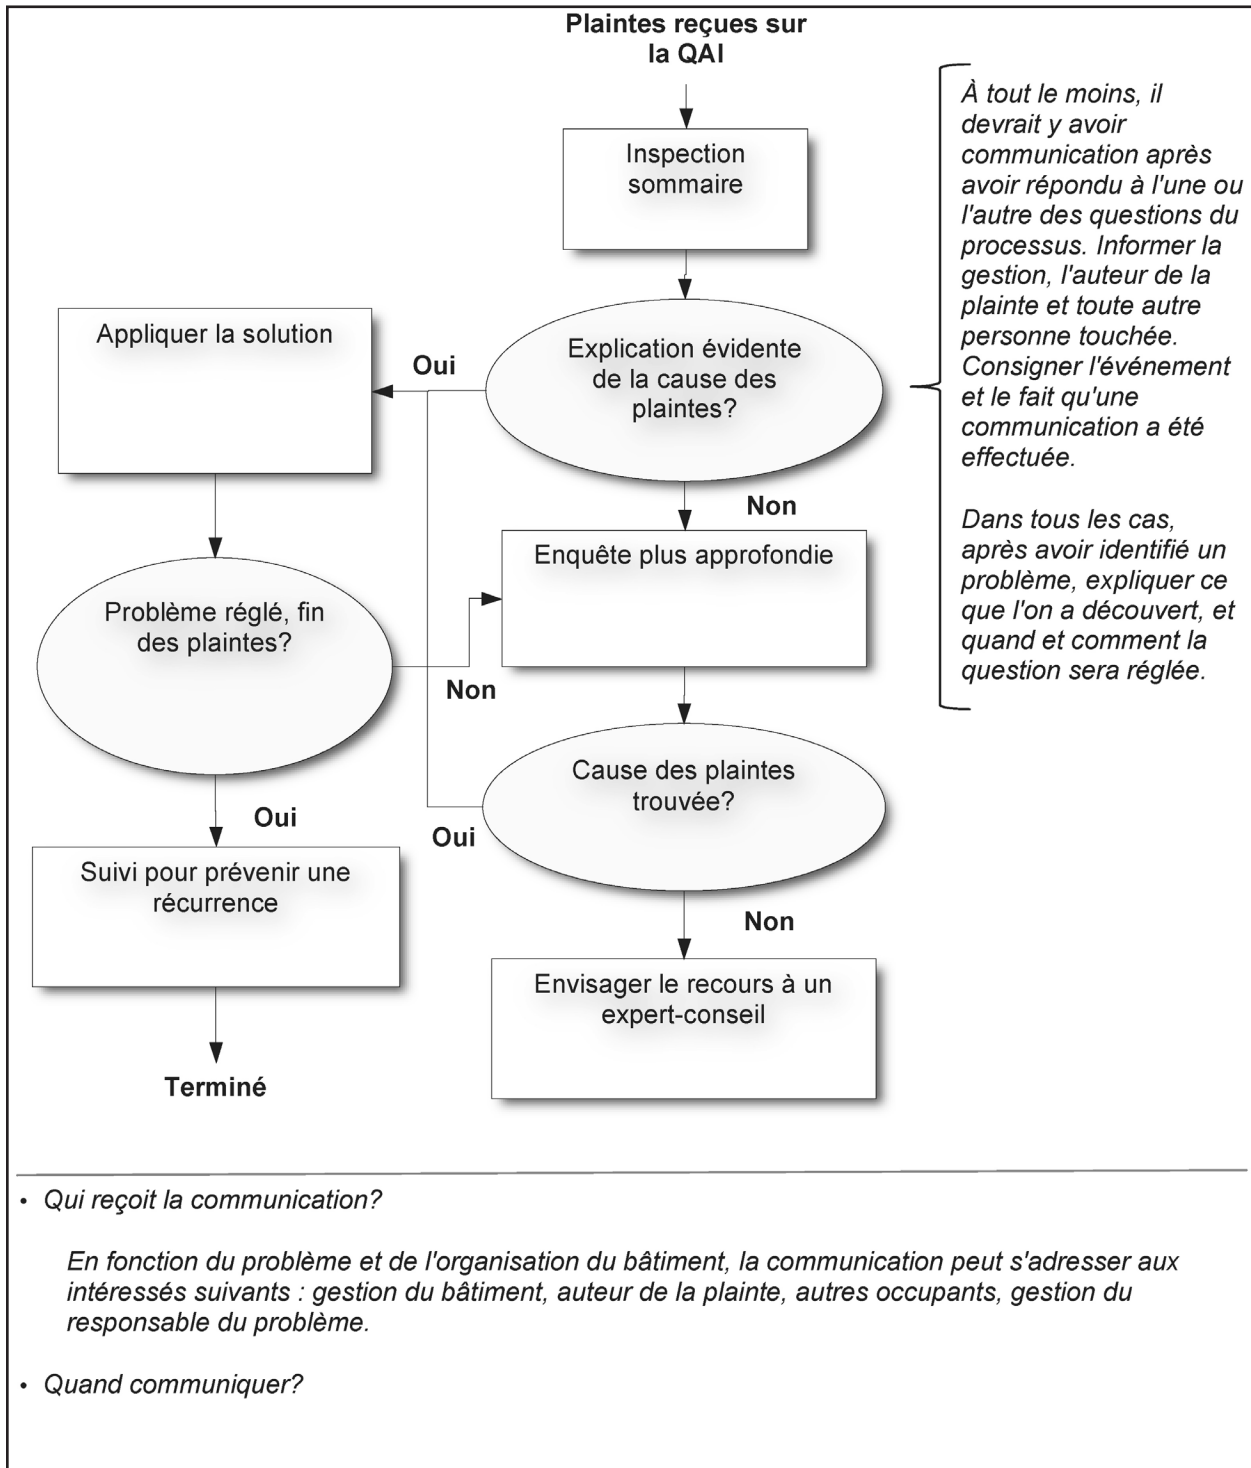 Plaintes reçues sur
la QAI
Inspection
sommaire
Explication évidente
de la cause des
plaintes?
Oui
Appliquer la solution
Non
Enquête plus approfondie
Problème réglé, fin
des plaintes?
Non
Cause des plaintes
trouvée?
Oui
Oui
Suivi pour prévenir une
récurrence
Non
Envisager le recours à un
expert-conseil
Terminé
À tout le moins, il
devrait y avoir
communication après
avoir répondu à l'une ou
l'autre des questions du
processus. Informer la
gestion, l'auteur de la
plainte et toute autre
personne touchée.
Consigner l'événement
et le fait qu'une
communication a été
effectuée.
Dans tous les cas,
après avoir identifié un
problème, expliquer ce
que l'on a découvert, et
quand et comment la
question sera réglée.
• Qui reçoit la communication?
En fonction du problème et de l'organisation du bâtiment, la communication peut s'adresser aux
intéressés suivants : gestion du bâtiment, auteur de la plainte, autres occupants, gestion du
responsable du problème.
• Quand communiquer?